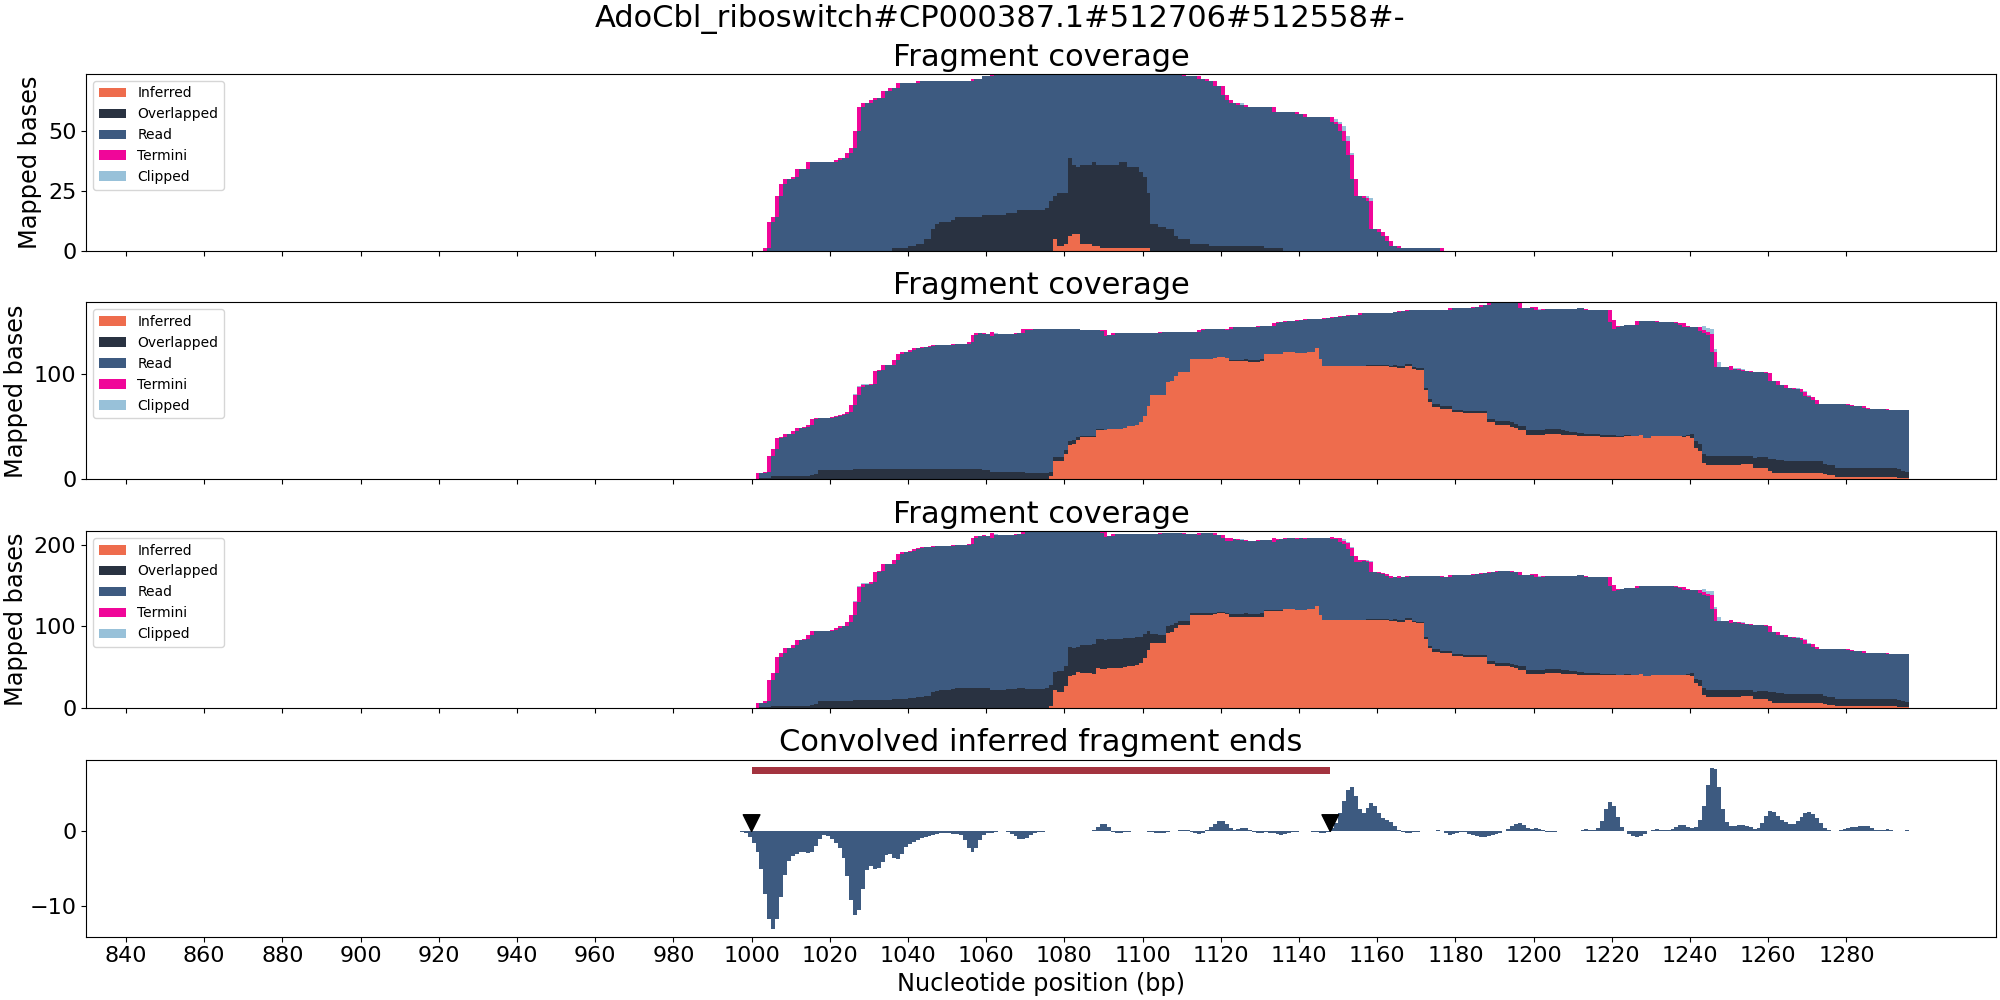 AdoCbl_riboswitch#CP000387.1#512706#512558#-
Fragment coverage
Mapped bases
50
25
0
Inferred
Overlapped
Read
Termini
Clipped
Fragment coverage
Mapped bases
100
0
Inferred
Overlapped
Read
Termini
Clipped
Fragment coverage
Mapped bases
200
100
0
Inferred
Overlapped
Read
Termini
Clipped
Convolved inferred fragment ends
0
−10
840 860 880 900 920 940 960 980 1000 1020 1040 1060 1080 1100 1120 1140 1160 1180 1200 1220 1240 1260 1280
Nucleotide position (bp)